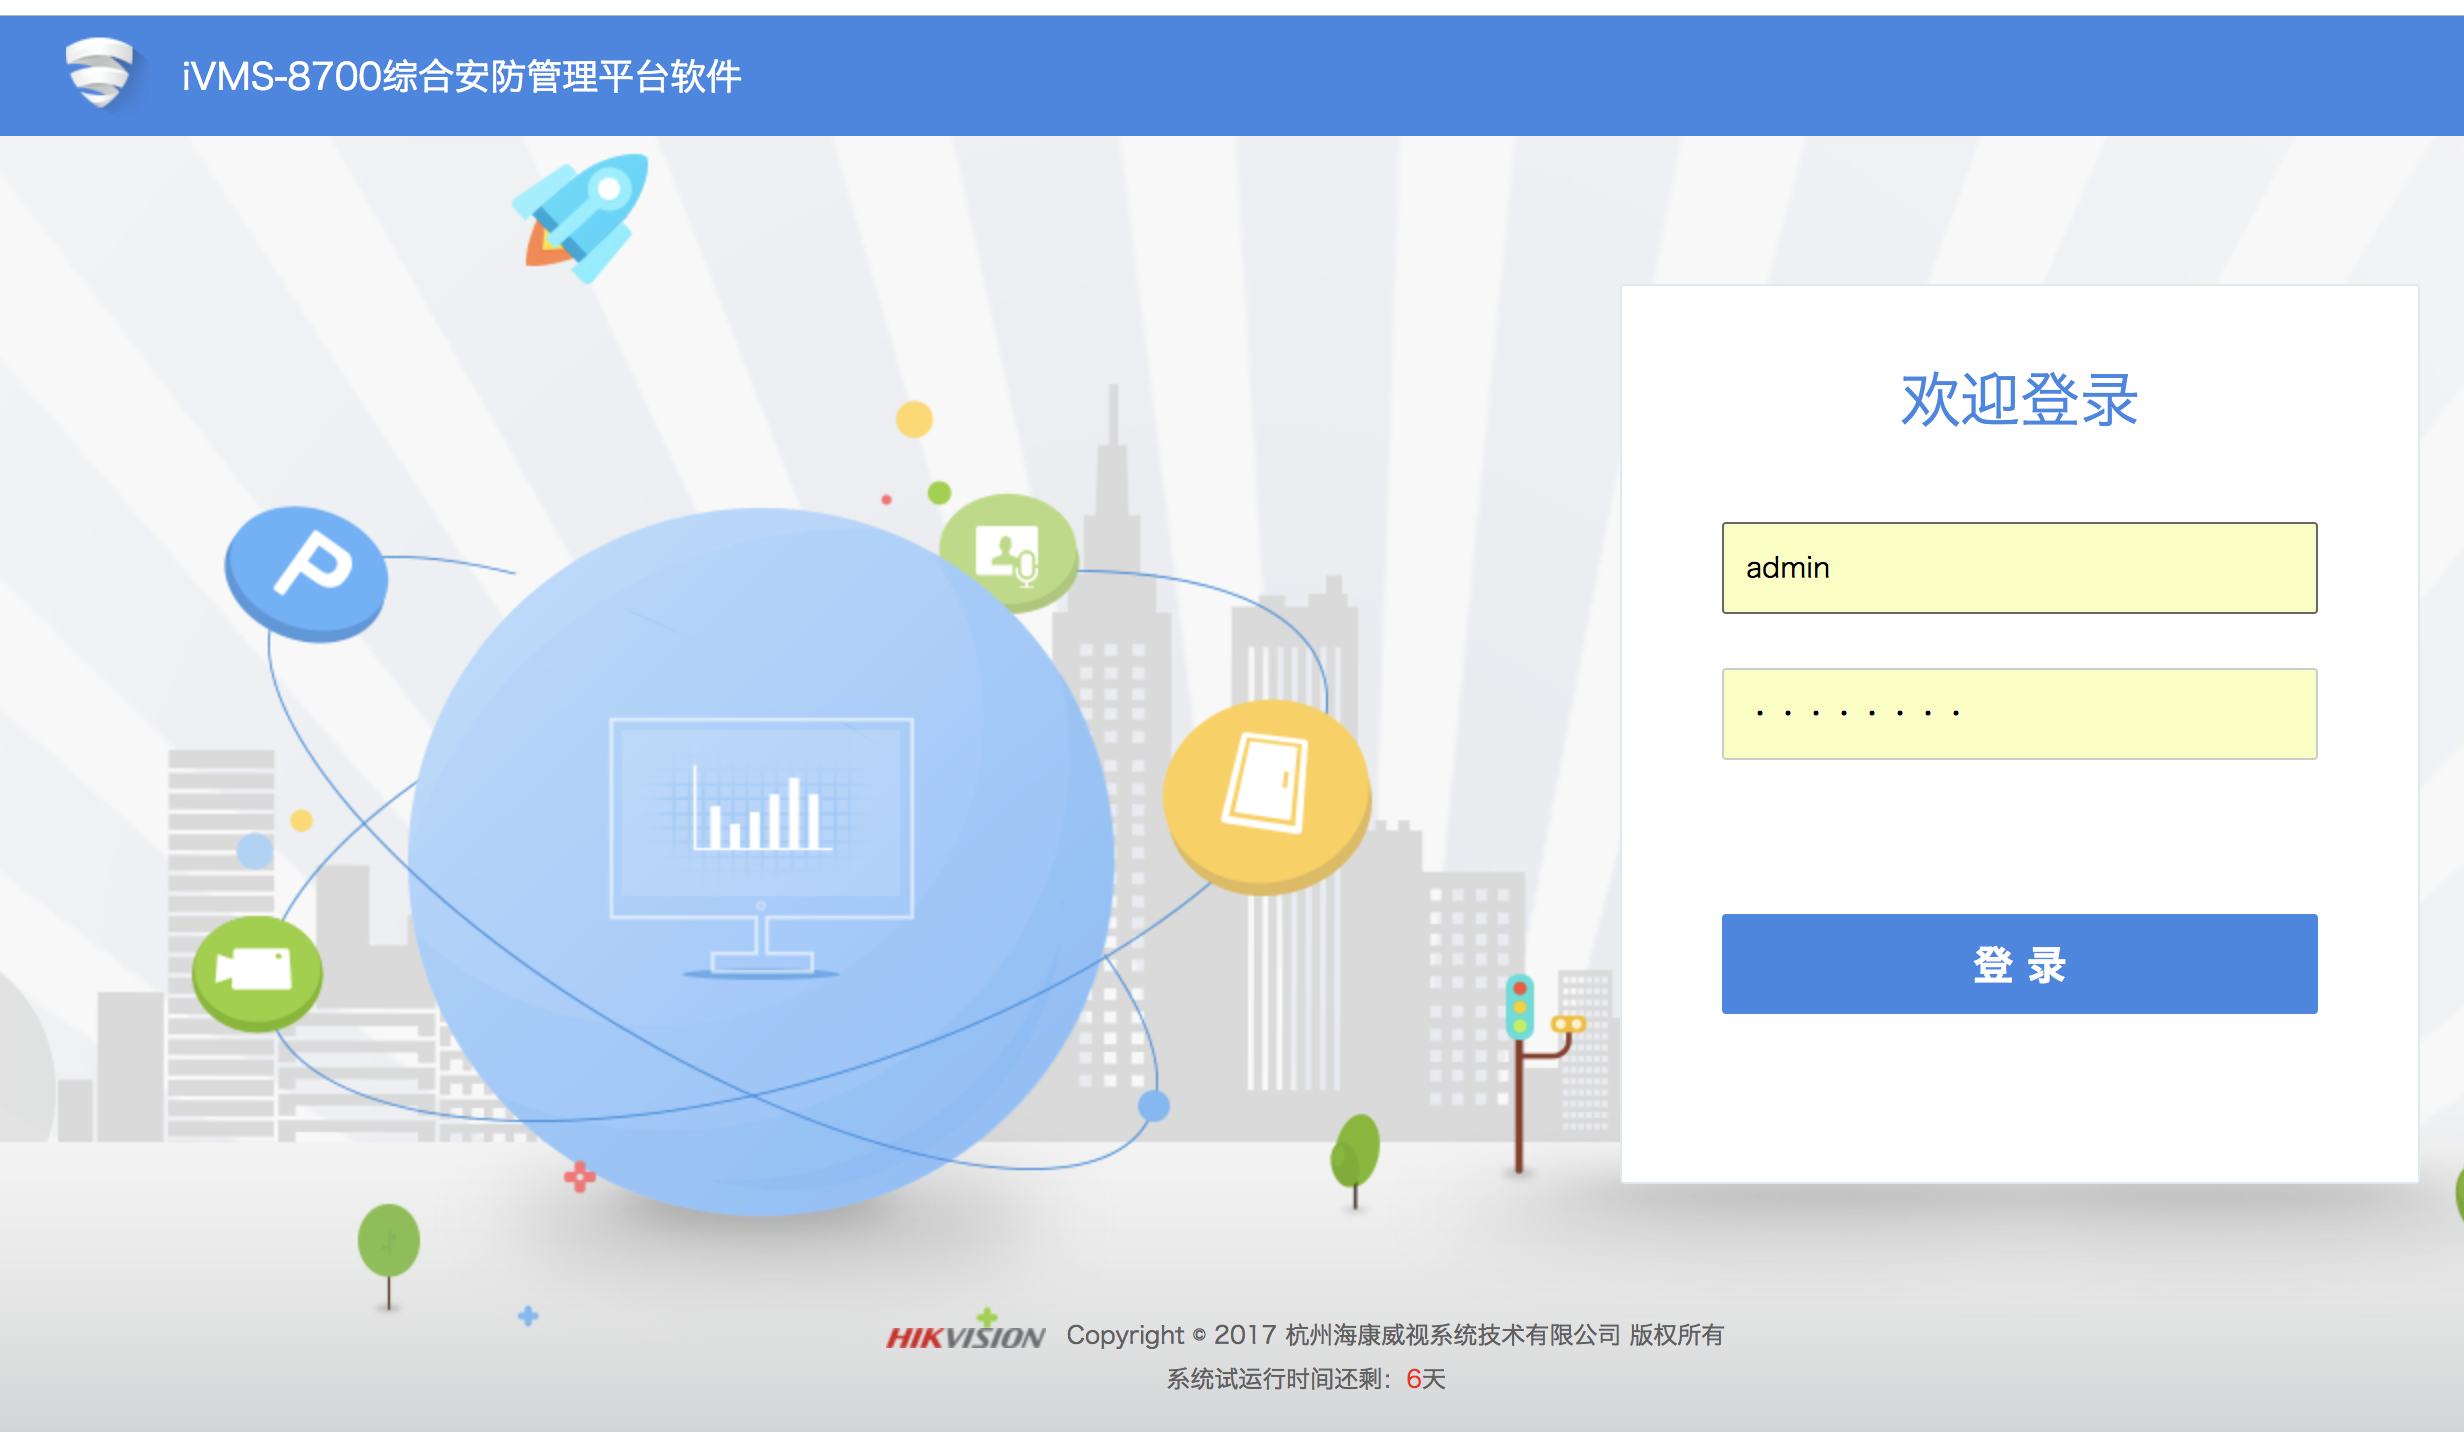 iVMS-8700综合安防管理平台软件
欢迎登录
admin
········
登 录
HIKVISION Copyright © 2017 杭州海康威视系统技术有限公司 版权所有
系统试运行时间还剩：6天